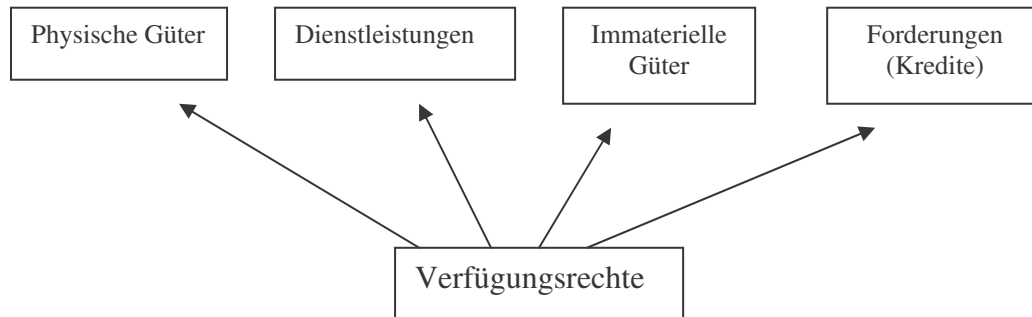 Physische Güter
Dienstleistungen
Immaterielle
Güter
Forderungen
(Kredite)
Verfügungsrechte